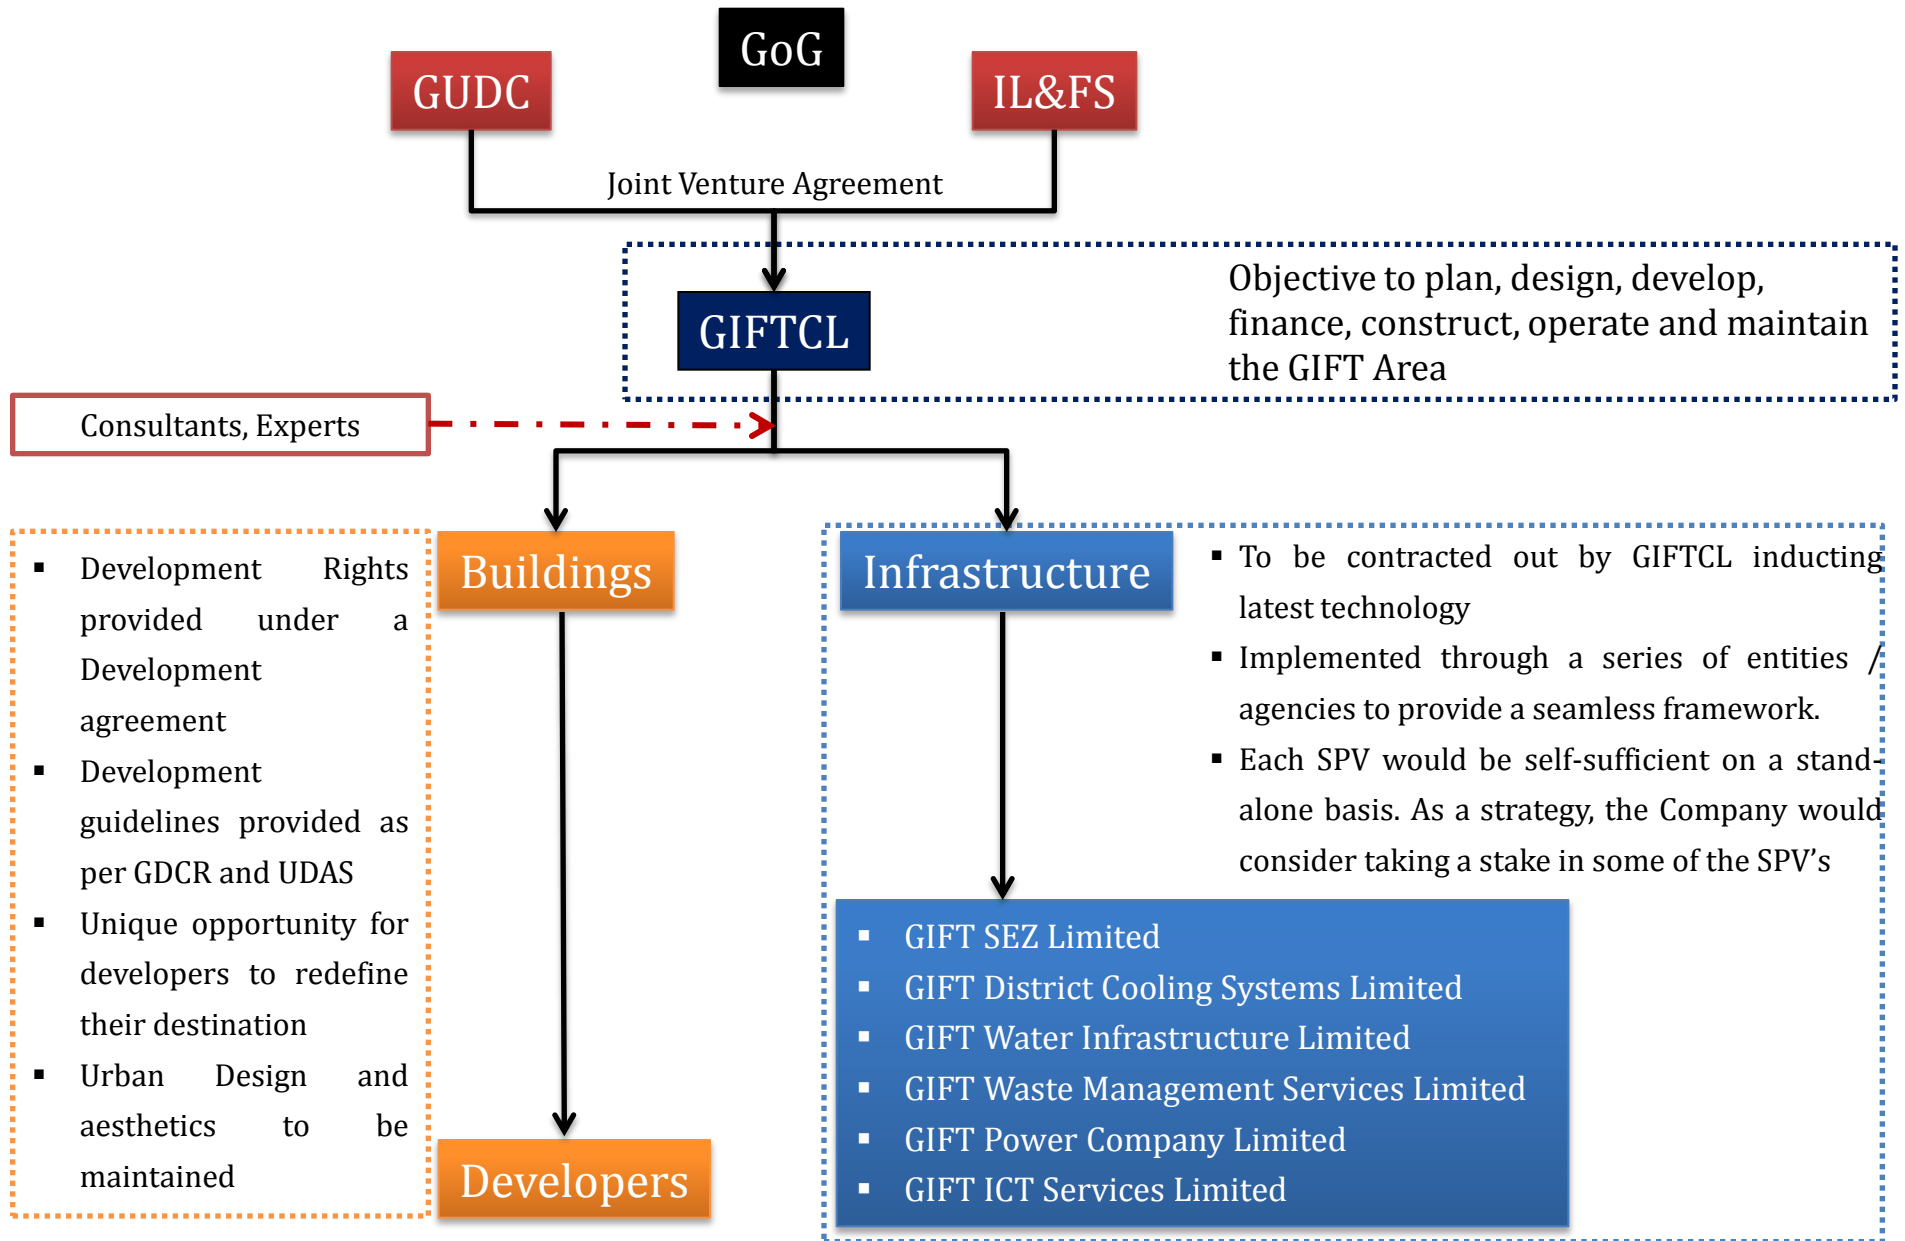 GoG
GUDC
IL&FS
Joint Venture Agreement
GIFTCL
Objective to plan, design, develop,
finance, construct, operate and maintain
the GIFT Area
Consultants, Experts
▪ Development Rights
provided under a
Development
agreement
▪ Development
guidelines provided as
per GDCR and UDAS
▪ Unique opportunity for
developers to redefine
their destination
▪ Urban Design and
aesthetics to be
maintained
Buildings
Developers
Infrastructure
▪ To be contracted out by GIFTCL inducting
latest technology
▪ Implemented through a series of entities /
agencies to provide a seamless framework.
▪ Each SPV would be self-sufficient on a stand-
alone basis. As a strategy, the Company would
consider taking a stake in some of the SPV’s
▪ GIFT SEZ Limited
▪ GIFT District Cooling Systems Limited
▪ GIFT Water Infrastructure Limited
▪ GIFT Waste Management Services Limited
▪ GIFT Power Company Limited
▪ GIFT ICT Services Limited